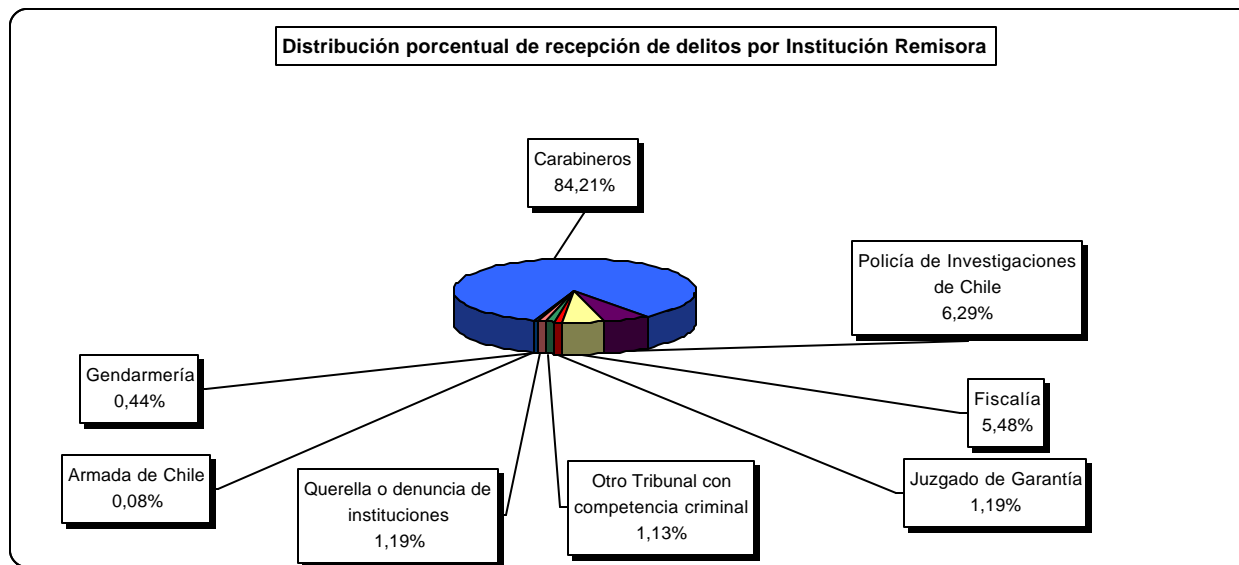 Distribución porcentual de recepción de delitos por Institución Remisora
Carabineros
84,21%
Policía de Investigaciones
de Chile
6,29%
Gendarmería
0,44%
Fiscalía
5,48%
Armada de Chile
0,08%
Querella o denuncia de
instituciones
1,19%
Otro Tribunal con
competencia criminal
1,13%
Juzgado de Garantía
1,19%